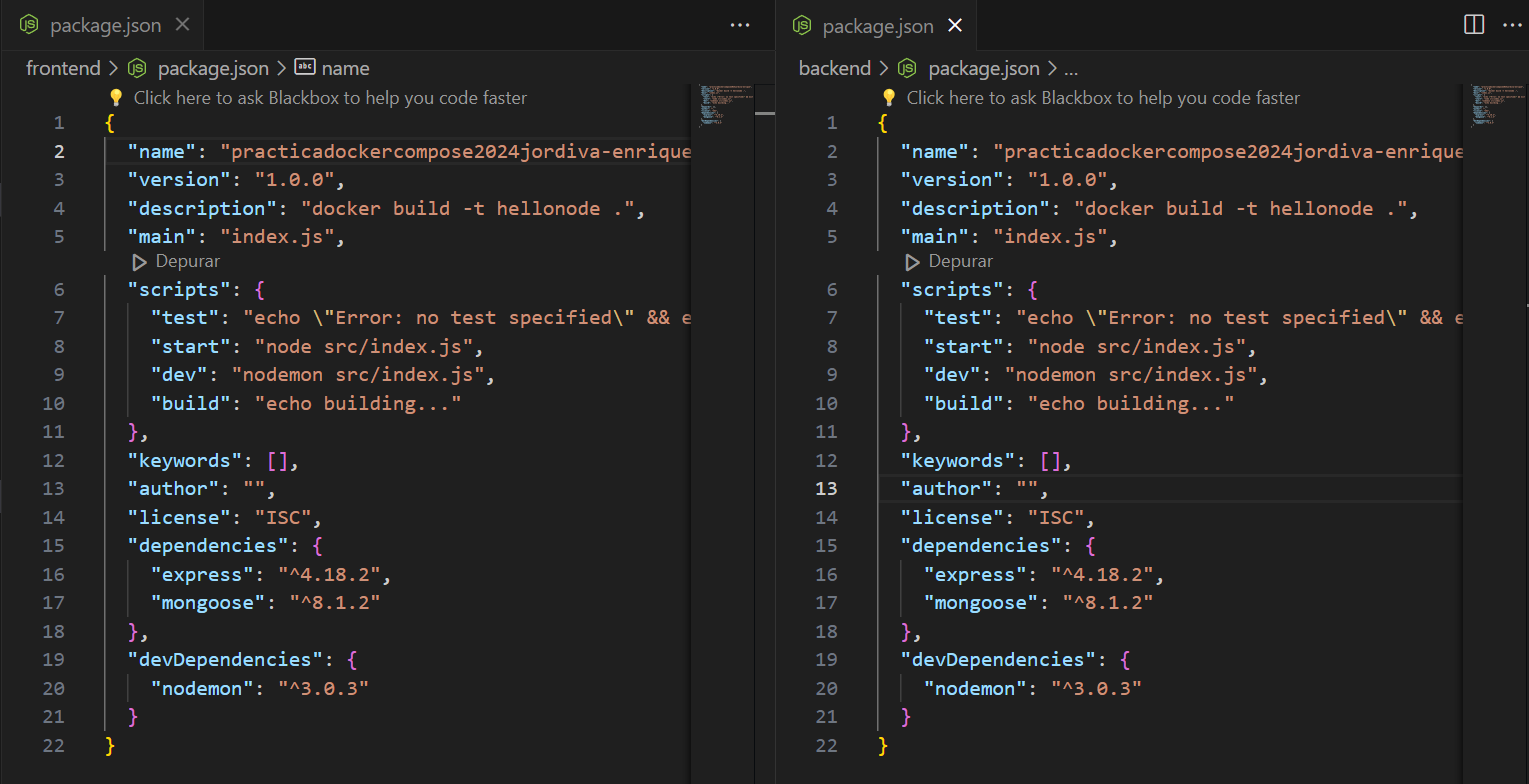 package.json
frontend > package.json > name
Click here to ask Blackbox to help you code faster
1 {
2 "name": "practicadockercompose2024jordiva-enrique
3 "version": "1.0.0",
4 "description": "docker build -t hellonode .",
5 "main": "index.js",
Depurar
6 "scripts": {
7 "test": "echo \"Error: no test specified\" && e
8 "start": "node src/index.js",
9 "dev": "nodemon src/index.js",
10 "build": "echo building..."
11 },
12 "keywords": [],
13 "author": "",
14 "license": "ISC",
15 "dependencies": {
16 "express": "^4.18.2",
17 "mongoose": "^8.1.2"
18 },
19 "devDependencies": {
20 "nodemon": "^3.0.3"
21 }
22 }
package.json
backend > package.json > ...
Click here to ask Blackbox to help you code faster
1 {
2 "name": "practicadockercompose2024jordiva-enrique
3 "version": "1.0.0",
4 "description": "docker build -t hellonode .",
5 "main": "index.js",
Depurar
6 "scripts": {
7 "test": "echo \"Error: no test specified\" && e
8 "start": "node src/index.js",
9 "dev": "nodemon src/index.js",
10 "build": "echo building..."
11 },
12 "keywords": [],
13 "author": "",
14 "license": "ISC",
15 "dependencies": {
16 "express": "^4.18.2",
17 "mongoose": "^8.1.2"
18 },
19 "devDependencies": {
20 "nodemon": "^3.0.3"
21 }
22 }